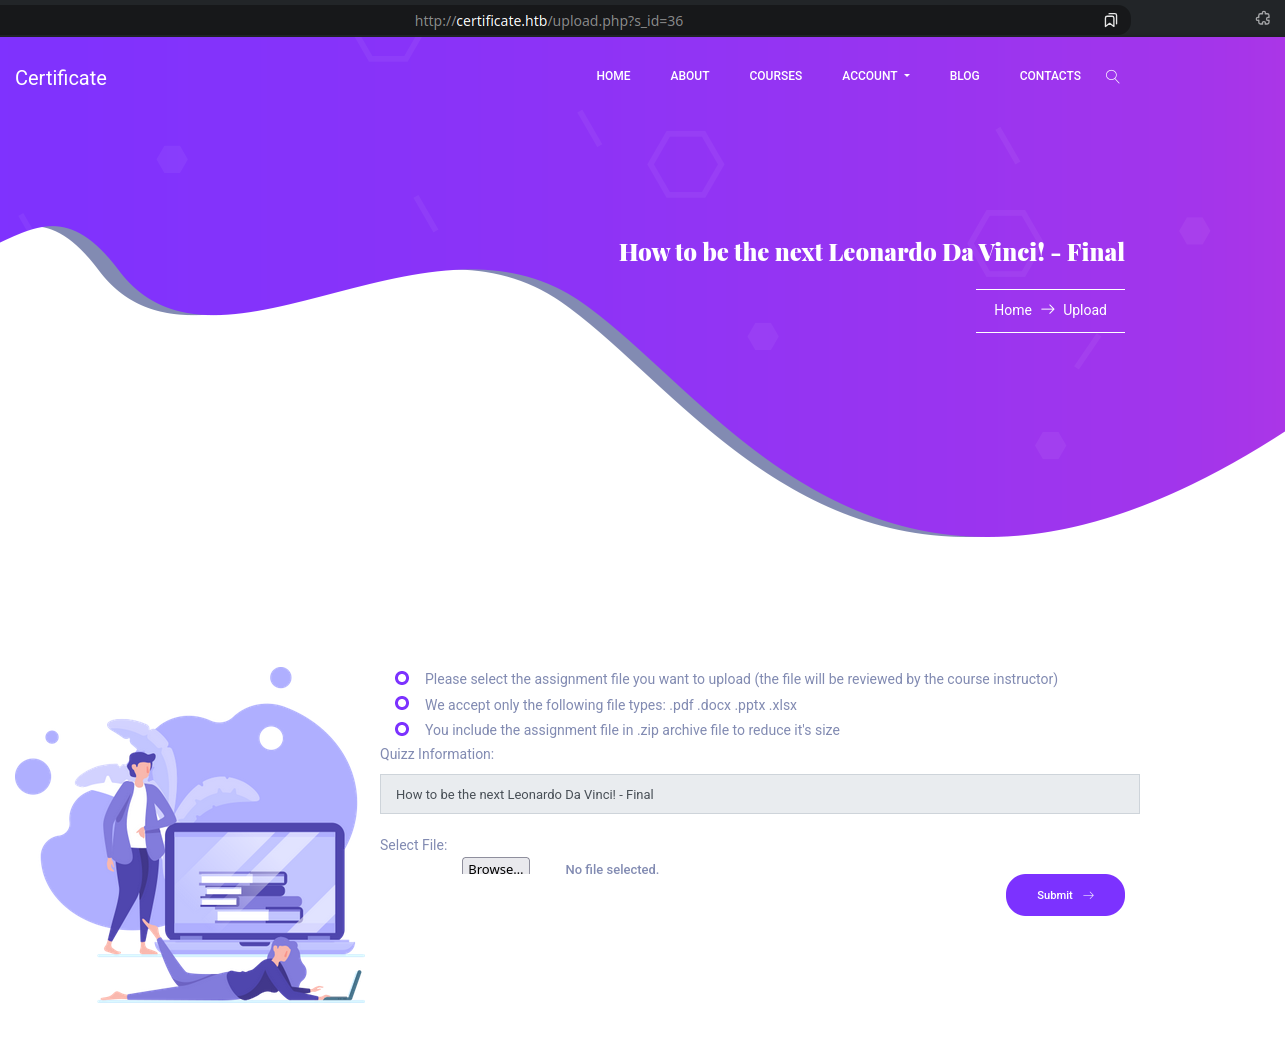 http://certificate.htb/upload.php?s_id=36
Certificate
HOME ABOUT COURSES ACCOUNT BLOG CONTACTS
How to be the next Leonardo Da Vinci! - Final
Home Upload
Please select the assignment file you want to upload (the file will be reviewed by the course instructor)
We accept only the following file types: .pdf .docx .pptx .xlsx
You include the assignment file in .zip archive file to reduce it's size
Quizz Information:
How to be the next Leonardo Da Vinci! - Final
Select File:
Browse... No file selected.
Submit